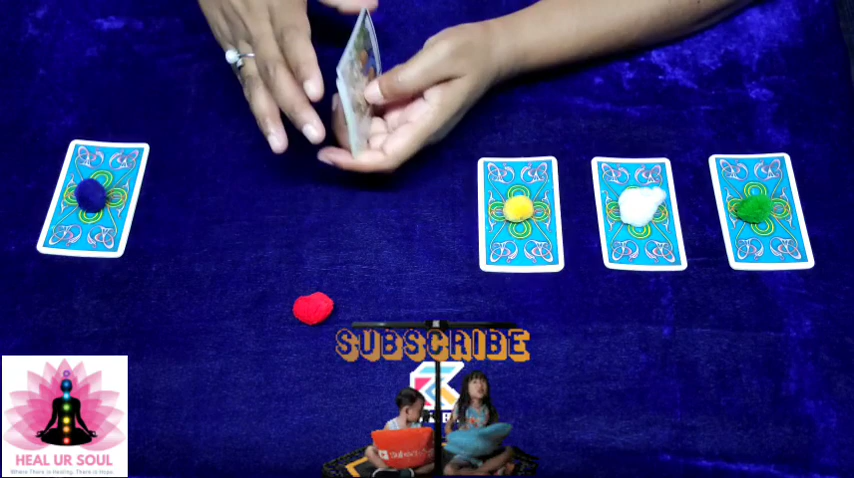 SUBSCRIBE
HEAL UR SOUL
Where There is Healing, There is Hope